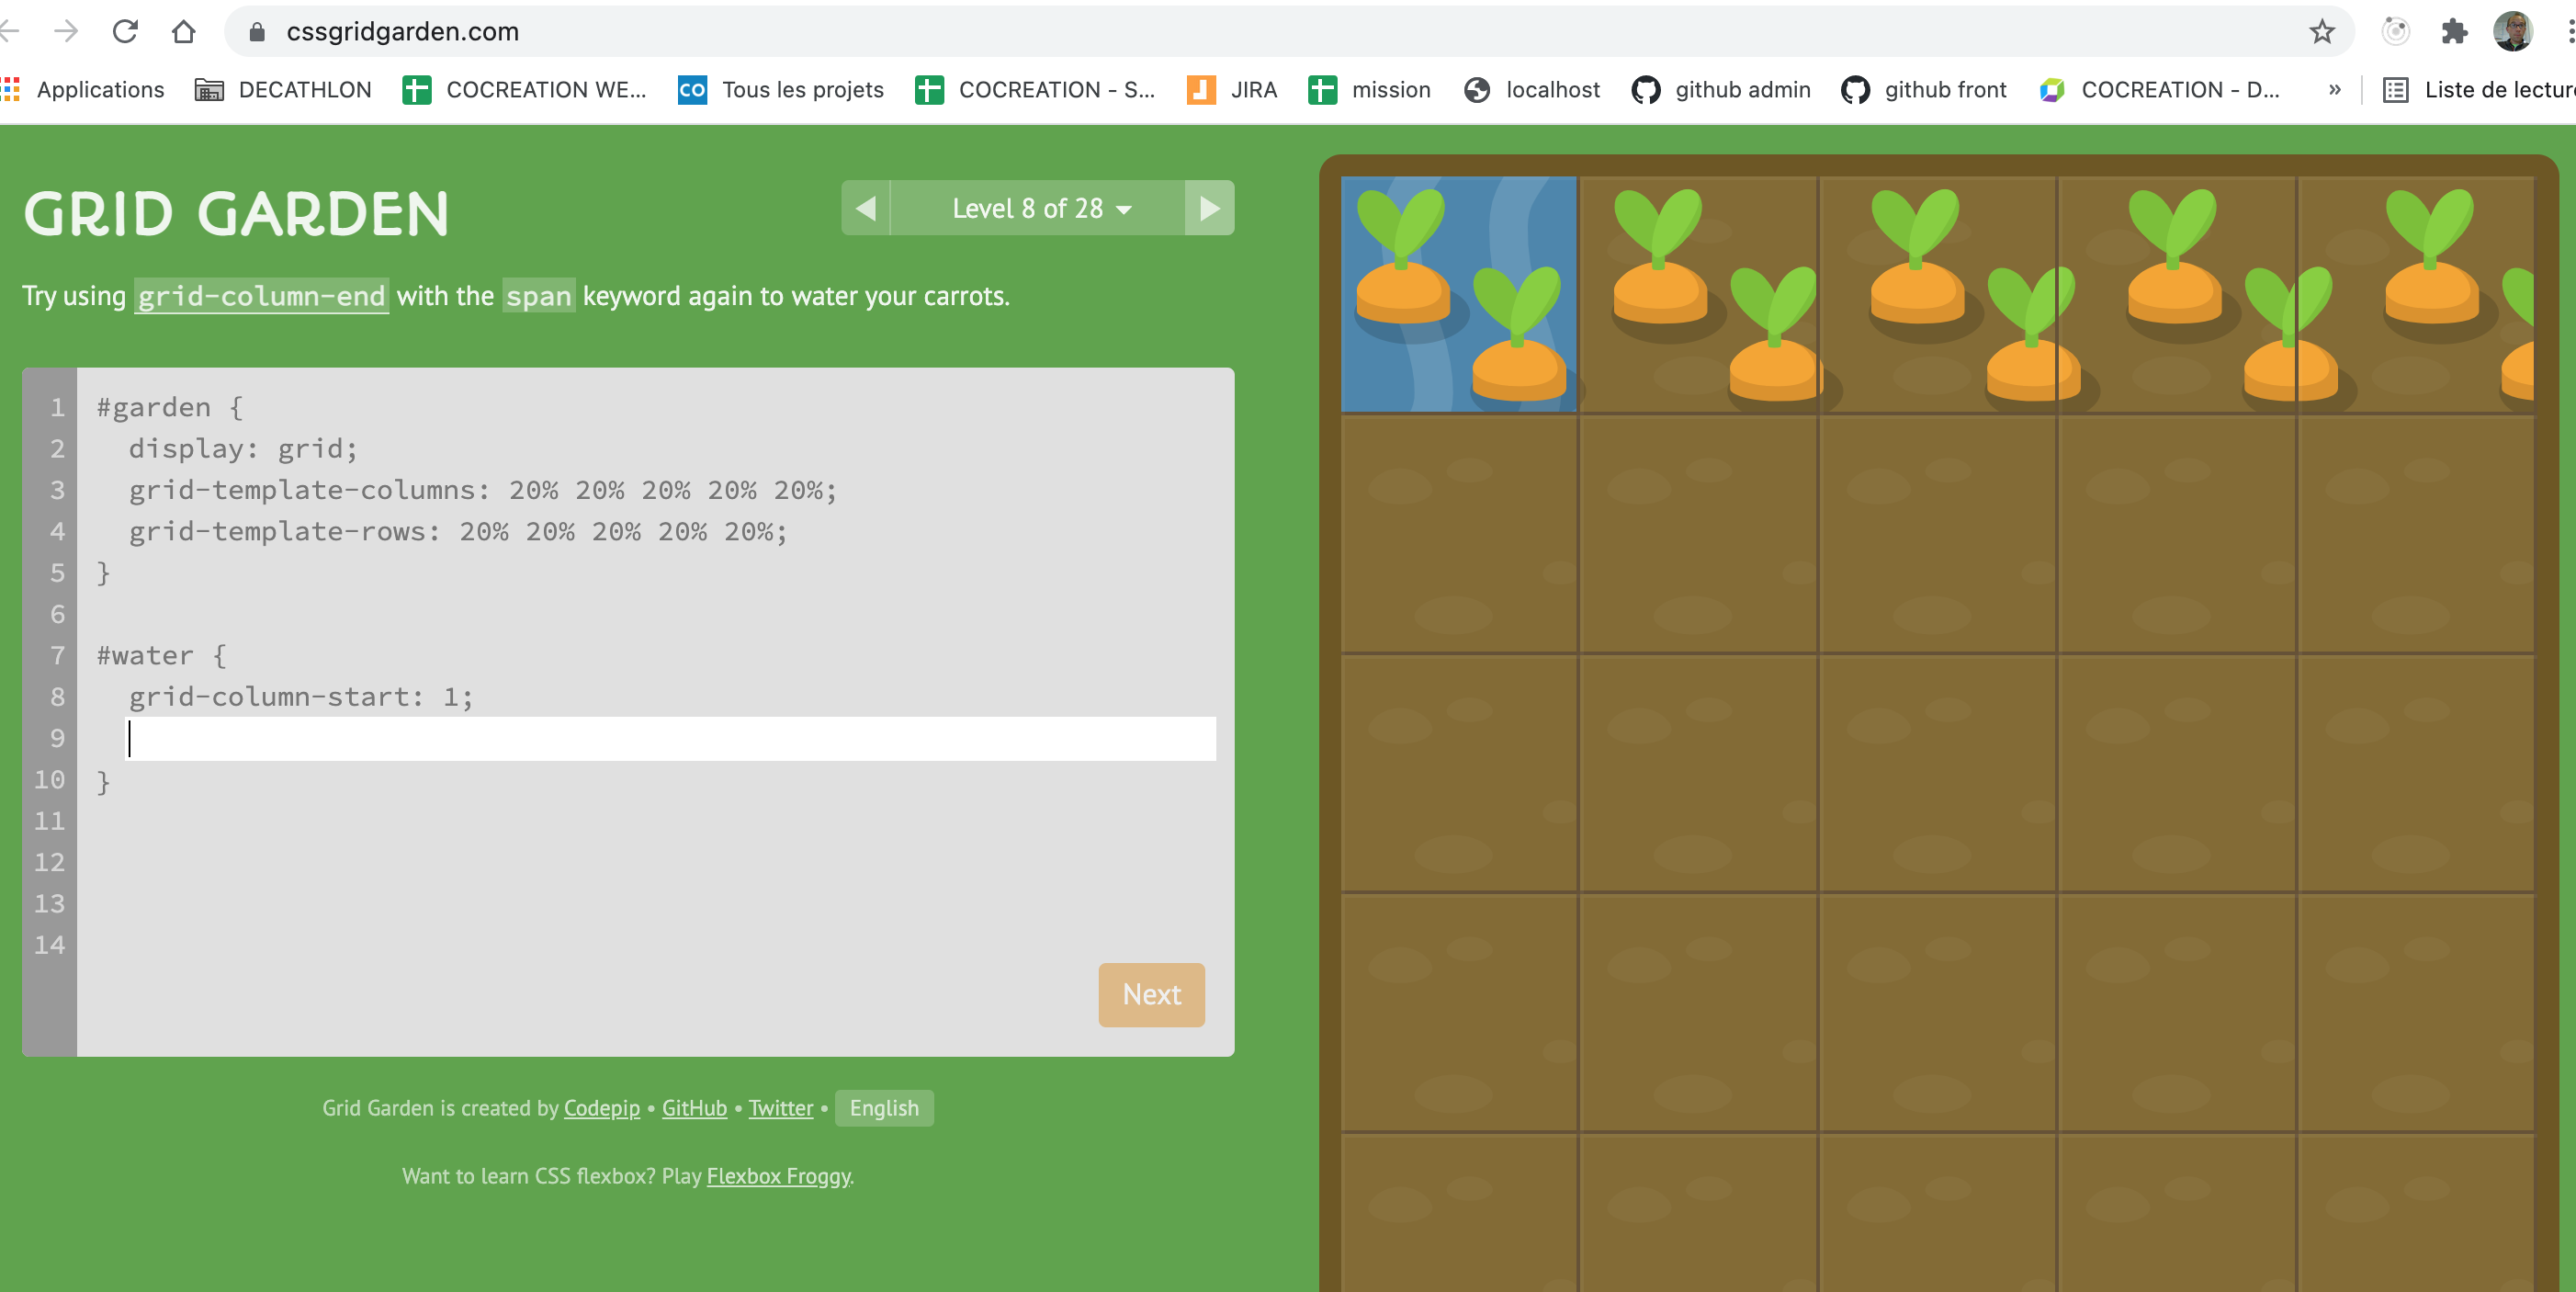 cssgridgarden.com
Applications DECATHLON COCREATION WE... CO Tous les projets COCREATION - S... JIRA mission localhost github admin github front COCREATION - D... » Liste de lectur
GRID GARDEN
Level 8 of 28
Try using grid-column-end with the span keyword again to water your carrots.
1 #garden {
2 display: grid;
3 grid-template-columns: 20% 20% 20% 20% 20%;
4 grid-template-rows: 20% 20% 20% 20% 20%;
5 }
6
7 #water {
8 grid-column-start: 1;
9
10 }
11
12
13
14
Next
Grid Garden is created by Codepip • GitHub • Twitter • English
Want to learn CSS flexbox? Play Flexbox Froggy.